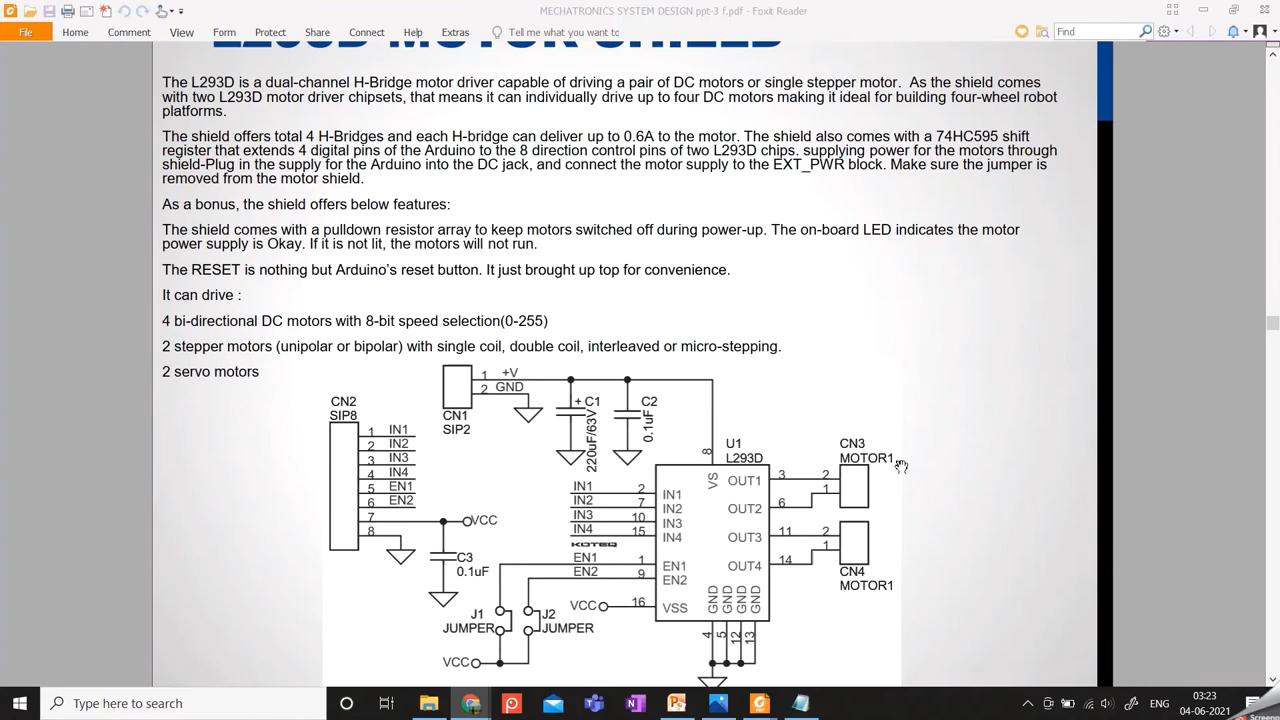 MECHATRONICS SYSTEM DESIGN ppt-3 f.pdf - Foxit Reader
File Home Comment View Form Protect Share Connect Help Extras Tell me what you want to Find
L293D MOTOR SHIELD
The L293D is a dual-channel H-Bridge motor driver capable of driving a pair of DC motors or single stepper motor. As the shield comes
with two L293D motor driver chipsets, that means it can individually drive up to four DC motors making it ideal for building four-wheel robot
platforms.
The shield offers total 4 H-Bridges and each H-bridge can deliver up to 0.6A to the motor. The shield also comes with a 74HC595 shift
register that extends 4 digital pins of the Arduino to the 8 direction control pins of two L293D chips. supplying power for the motors through
shield-Plug in the supply for the Arduino into the DC jack, and connect the motor supply to the EXT_PWR block. Make sure the jumper is
removed from the motor shield.
As a bonus, the shield offers below features:
The shield comes with a pulldown resistor array to keep motors switched off during power-up. The on-board LED indicates the motor
power supply is Okay. If it is not lit, the motors will not run.
The RESET is nothing but Arduino's reset button. It just brought up top for convenience.
It can drive :
4 bi-directional DC motors with 8-bit speed selection(0-255)
2 stepper motors (unipolar or bipolar) with single coil, double coil, interleaved or micro-stepping.
2 servo motors
CN2
SIP8
1 IN1
2 IN2
3 IN3
4 IN4
5 EN1
6 EN2
7 VCC
8
C3
0.1uF
1 +V
2 GND
CN1
SIP2
+ C1
220uF/63V
C2
0.1uF
U1
L293D
8 VS
IN1 2 IN1
IN2 7 IN2
IN3 10 IN3
IN4 15 IN4
KOTEQ
EN1 1 EN1
EN2 9 EN2
VCC 16 VSS
J1
JUMPER
J2
JUMPER
VCC
OUT1 3 2
OUT2 6 1
OUT3 11 2
OUT4 14 1
CN3
MOTOR1
CN4
MOTOR1
GND GND GND GND
4 5 12 13
Type here to search
ENG
03:23
04-06-2021
Screenc